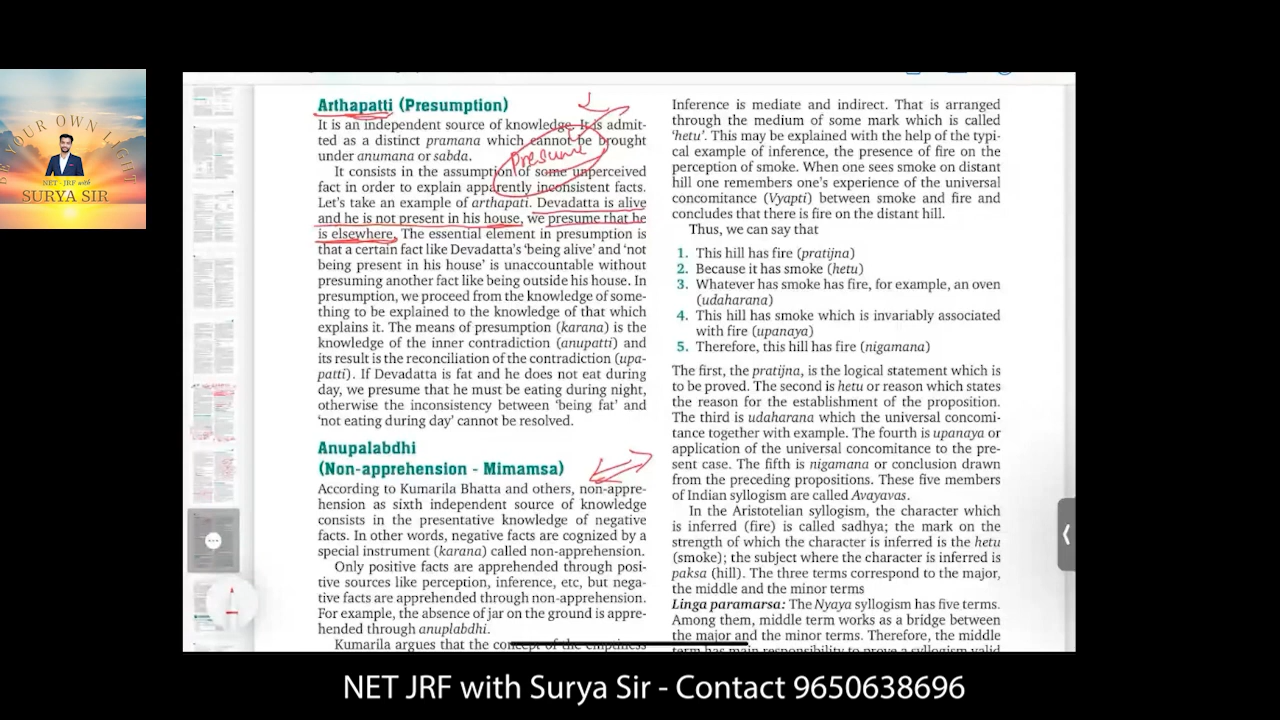 YOUR OWN L
NET - JRF with
SURYA SIR
Arthapatti (Presumption)
It is an independent source of knowledge. It is admit-
ted as a distinct pramana which cannot be brought
under anumana or sabda.
Presume
It consists in the assumption of some unperceived
fact in order to explain apparently inconsistent facts.
Let's take an example of arthapati. Devadatta is alive
and he is not present in his house, we presume that he
is elsewhere. The essential element in presumption is
that a certain fact like Devadatta's 'being alive' and not
being present in his house is unaccountable without
presuming another fact like being outside his house. In
presumption, we proceed from the knowledge of some-
thing to be explained to the knowledge of that which
explains it. The means of presumption (karana) is the
knowledge of the inner contradiction (anupatti) and
its result is the reconciliation of the contradiction (upa-
patti). If Devadatta is fat and he does not eat during
day, we presume that he must be eating during night,
otherwise the inconsistency between being fat' and
'not eating during day' cannot be resolved.
Anupalabdhi
(Non-apprehension - Mimamsa)
According to Kumarila Bhatta and others, non-appre-
hension as sixth independent source of knowledge
consists in the presentative knowledge of negative
facts. In other words, negative facts are cognized by a
special instrument (karana) called non-apprehension.
Only positive facts are apprehended through posi-
tive sources like perception, inference, etc, but nega-
tive facts are apprehended through non-apprehension.
For example, the absence of jar on the ground is appre-
hended through anuplabdhi.
Kumarila argues that the concept of the emptiness
Inference is mediate and indirect. That is arranged
through the medium of some mark which is called
'hetu'. This may be explained with the help of the typi-
cal example of inference, the presence of fire on the
perception of smoke. When one sees smoke on distant
hill one remembers one's experience of the universal
concomitance (Vyapti) between smoke and fire and
concludes that there is fire on the distant hill.
Thus, we can say that
1. This hill has fire (pratijna)
2. Because it has smoke (hetu)
3. Whatever has smoke has fire, for example, an oven
(udaharana)
4. This hill has smoke which is invariably associated
with fire (upanaya)
5. Therefore, this hill has fire (nigamana)
The first, the pratijna, is the logical statement which is
to be proved. The second is hetu or reason which states
the reason for the establishment of the proposition.
The third is udaharana which the universal concomi-
tance together with example. The fourth is upanaya or
application of the universal concomitance to the pre-
sent case. The fifth is nigamana or conclusion drawn
from the preceding propositions. These five members
of Indian syllogism are called Avayavas.
In the Aristotelian syllogism, the character which
is inferred (fire) is called sadhya; the mark on the
strength of which the character is inferred is the hetu
(smoke); the subject where the character is inferred is
paksa (hill). The three terms correspond to the major,
the middle and the minor terms
Linga paramarsa: The Nyaya syllogism has five terms.
Among them, middle term works as a bridge between
the major and the minor terms. Therefore, the middle
term has main responsibility to prove a syllogism valid
NET JRF with Surya Sir - Contact 9650638696